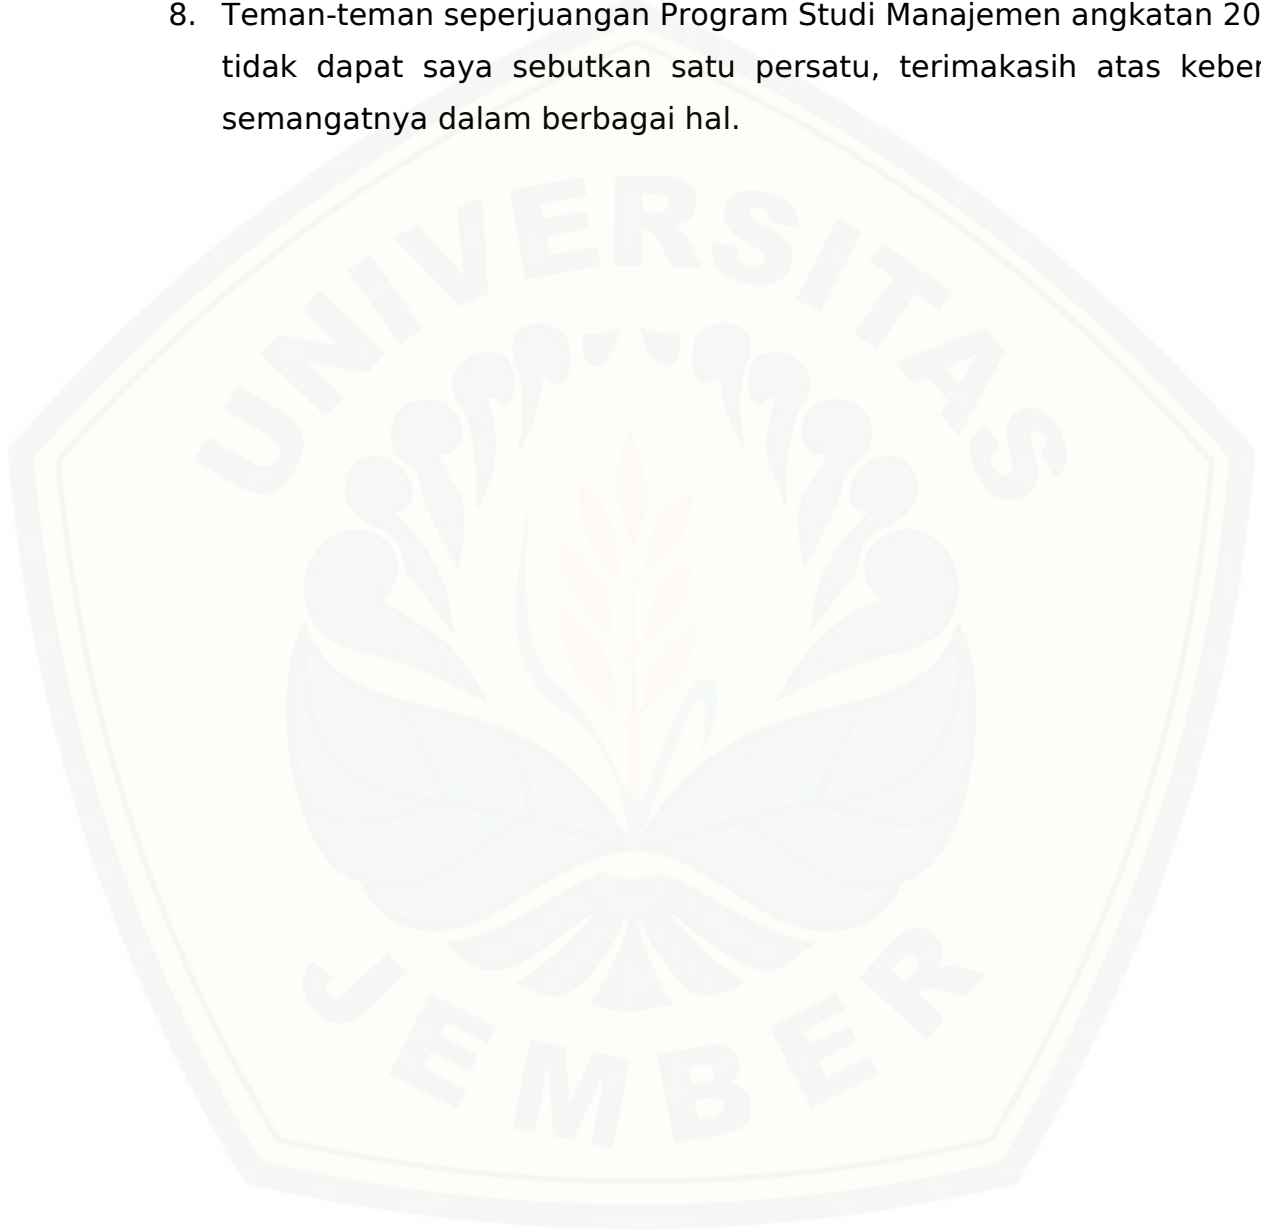 8. Teman-teman seperjuangan Program Studi Manajemen angkatan 20
tidak dapat saya sebutkan satu persatu, terimakasih atas keber
semangatnya dalam berbagai hal.
UNIVERSITAS
JEMBER